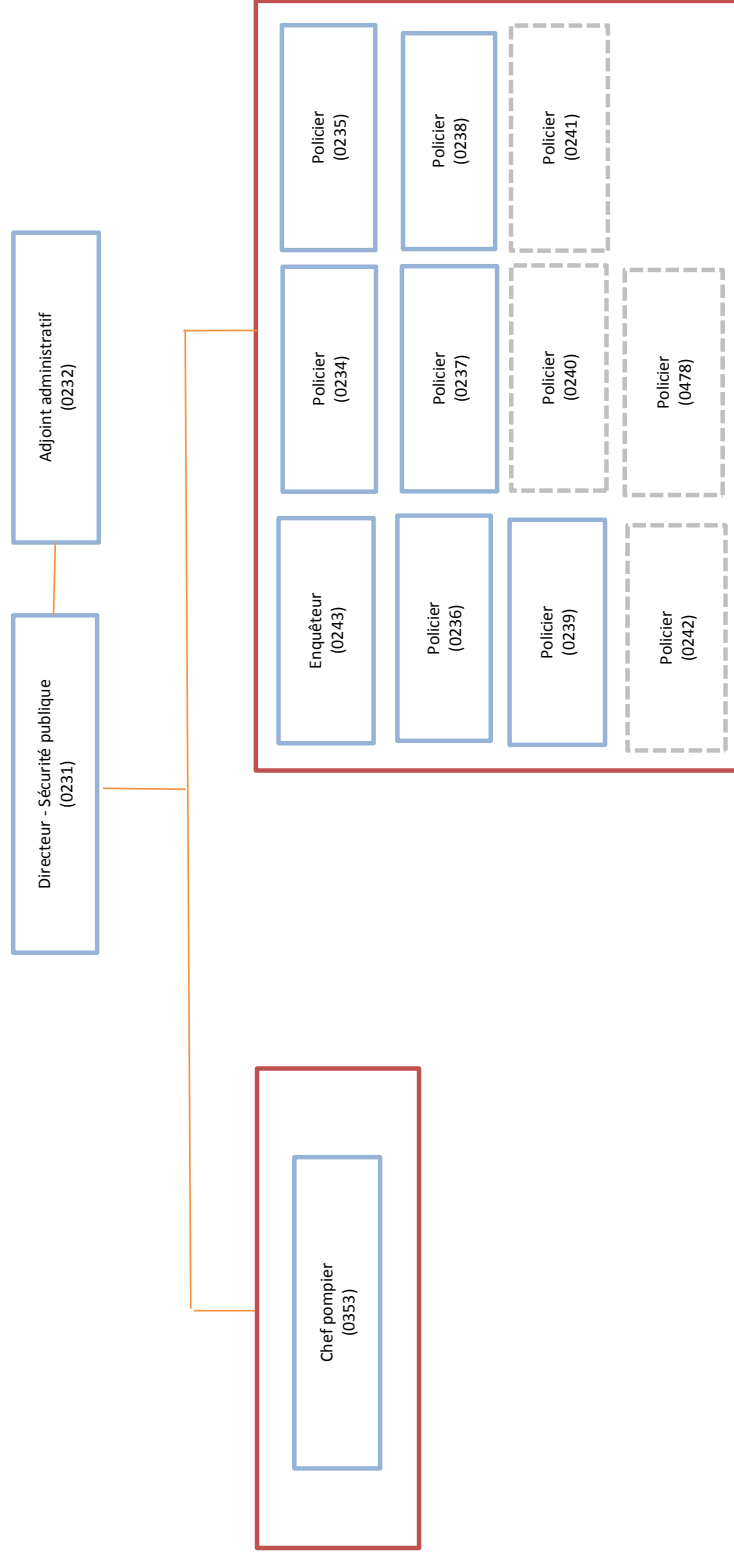 Directeur - Sécurité publique
(0231)
Adjoint administratif
(0232)
Chef pompier
(0353)
Enquêteur
(0243)
Policier
(0234)
Policier
(0235)
Policier
(0236)
Policier
(0237)
Policier
(0238)
Policier
(0239)
Policier
(0240)
Policier
(0241)
Policier
(0242)
Policier
(0478)